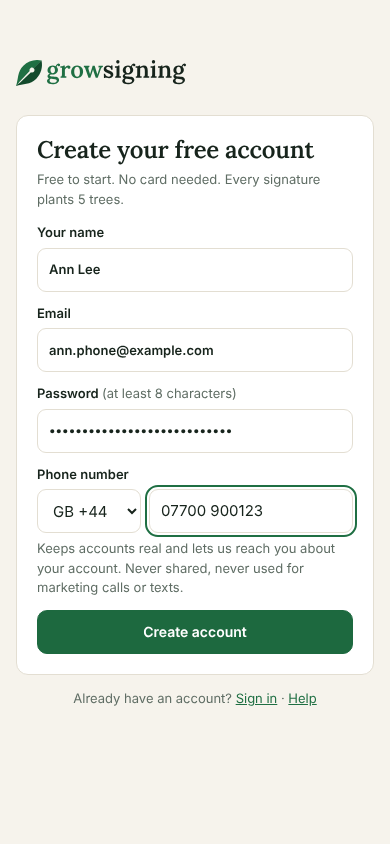 growsigning
Create your free account
Free to start. No card needed. Every signature
plants 5 trees.
Your name
Ann Lee
Email
ann.phone@example.com
Password (at least 8 characters)
••••••••••••••••••••••••••••
Phone number
GB +44 07700 900123
Keeps accounts real and lets us reach you about
your account. Never shared, never used for
marketing calls or texts.
Create account
Already have an account? Sign in · Help